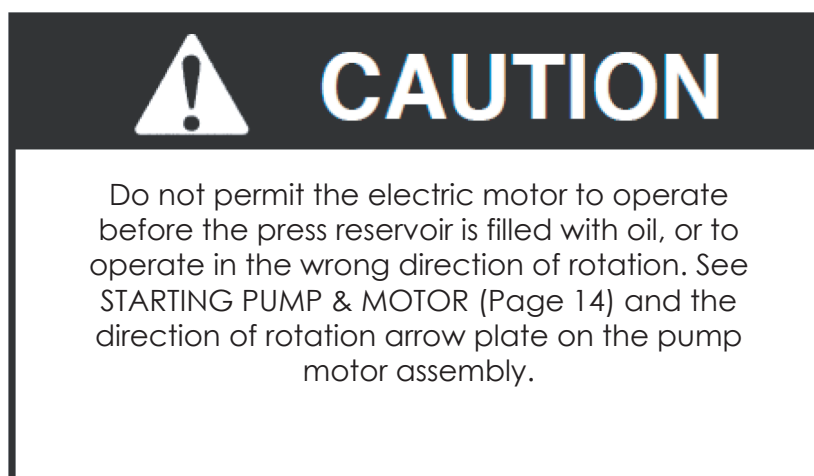 CAUTION
Do not permit the electric motor to operate
before the press reservoir is filled with oil, or to
operate in the wrong direction of rotation. See
STARTING PUMP & MOTOR (Page 14) and the
direction of rotation arrow plate on the pump
motor assembly.